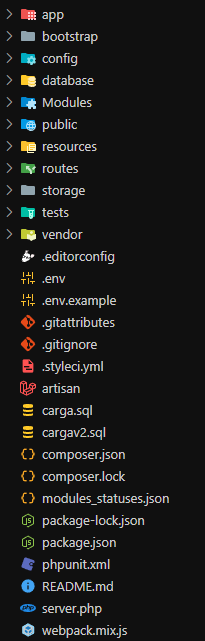 app
bootstrap
config
database
Modules
public
resources
routes
storage
tests
vendor
.editorconfig
.env
.env.example
.gitattributes
.gitignore
.styleci.yml
artisan
carga.sql
cargav2.sql
composer.json
composer.lock
modules_statuses.json
package-lock.json
package.json
phpunit.xml
README.md
server.php
webpack.mix.js